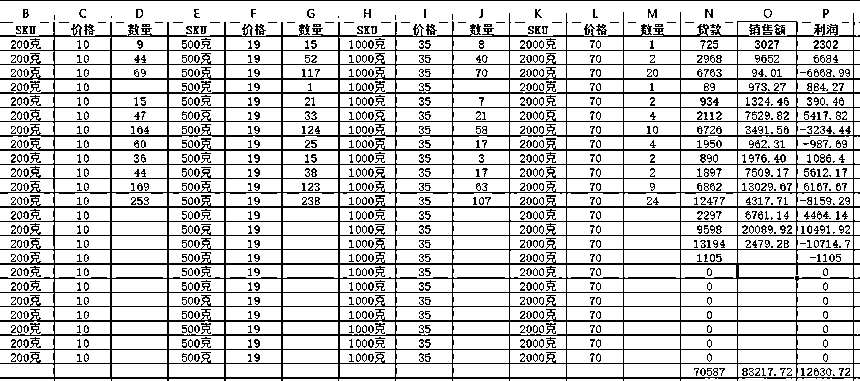 B C D E F G H I J K L M N O P
SKU 价格 数量 SKU 价格 数量 SKU 价格 数量 SKU 价格 数量 货款 销售额 利润
200克 10 9 500克 19 15 1000克 35 8 2000克 70 1 725 3027 2302
200克 10 44 500克 19 52 1000克 35 40 2000克 70 2 2968 9652 6684
200克 10 69 500克 19 117 1000克 35 70 2000克 70 20 6763 94.01 -6668.99
200克 10 500克 19 1 1000克 35 2000克 70 1 89 973.27 884.27
200克 10 15 500克 19 21 1000克 35 7 2000克 70 2 934 1324.46 390.46
200克 10 47 500克 19 33 1000克 35 21 2000克 70 4 2112 7529.82 5417.82
200克 10 164 500克 19 124 1000克 35 58 2000克 70 10 6726 3491.56 -3234.44
200克 10 60 500克 19 25 1000克 35 17 2000克 70 4 1950 962.31 -987.69
200克 10 36 500克 19 15 1000克 35 3 2000克 70 2 890 1976.40 1086.4
200克 10 44 500克 19 38 1000克 35 17 2000克 70 2 1897 7509.17 5612.17
200克 10 169 500克 19 123 1000克 35 63 2000克 70 9 6862 13029.67 6167.67
200克 10 253 500克 19 238 1000克 35 107 2000克 70 24 12477 4317.71 -8159.29
200克 10 500克 19 1000克 35 2000克 70 2297 6761.14 4464.14
200克 10 500克 19 1000克 35 2000克 70 9598 20089.92 10491.92
200克 10 500克 19 1000克 35 2000克 70 13194 2479.28 -10714.7
200克 10 500克 19 1000克 35 2000克 70 1105 -1105
200克 10 500克 19 1000克 35 2000克 70 0 0
200克 10 500克 19 1000克 35 2000克 70 0 0
200克 10 500克 19 1000克 35 2000克 70 0 0
200克 10 500克 19 1000克 35 2000克 70 0 0
200克 10 500克 19 1000克 35 2000克 70 0 0
200克 10 500克 19 1000克 35 2000克 70 0 0
200克 10 500克 19 1000克 35 2000克 70 0 0
70587 83217.72 12630.72